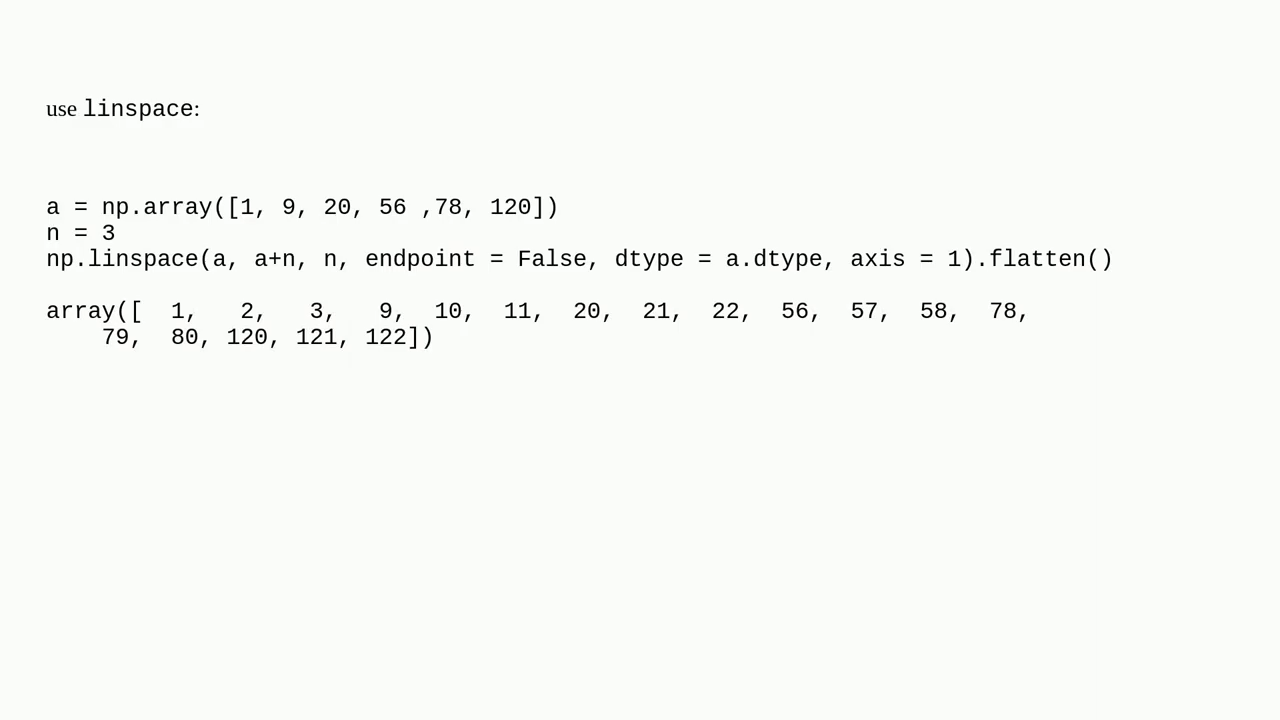 use linspace:
a = np.array([1, 9, 20, 56 ,78, 120])
n = 3
np.linspace(a, a+n, n, endpoint = False, dtype = a.dtype, axis = 1).flatten()
array([  1,   2,   3,   9,  10,  11,  20,  21,  22,  56,  57,  58,  78,
    79,  80, 120, 121, 122])